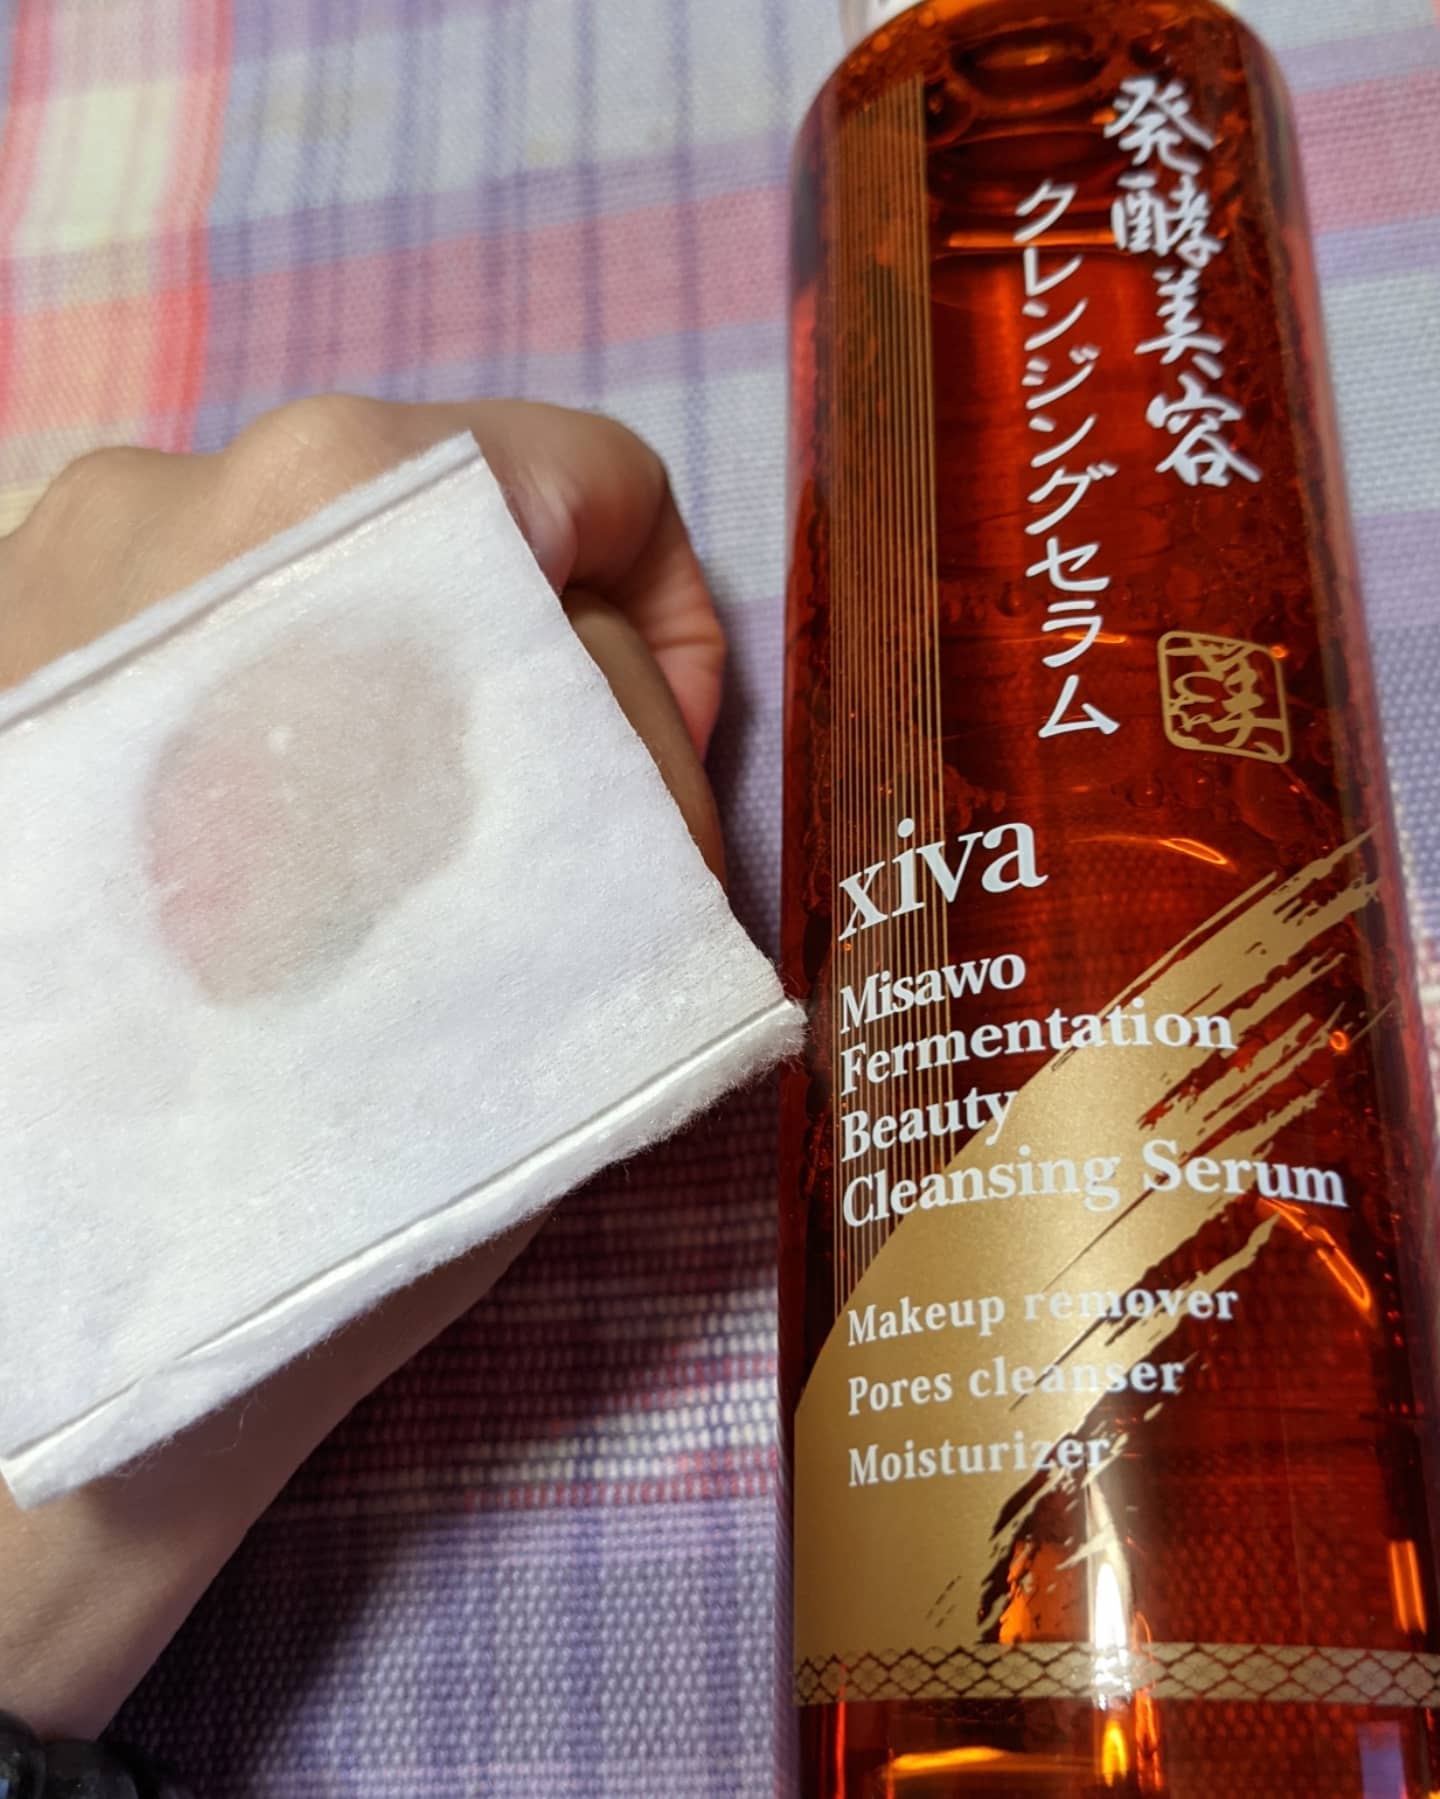 発酵美容
クレンジングセラム
xiva
Misawo
Fermentation
Beauty
Cleansing Serum
Makeup remover
Pores cleanser
Moisturizer